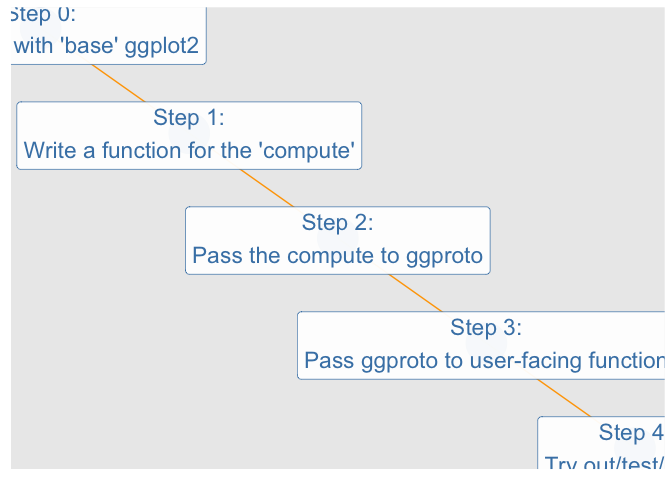 Step 0:
with 'base' ggplot2
Step 1:
Write a function for the 'compute'
Step 2:
Pass the compute to ggproto
Step 3:
Pass ggproto to user-facing function
Step 4
Try out/test/